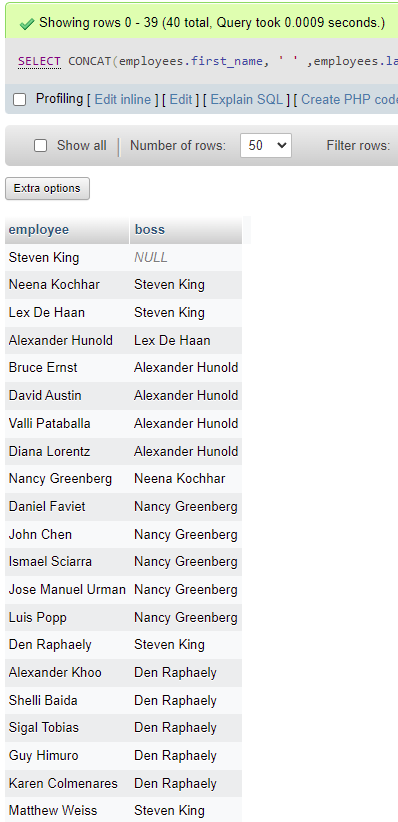 Showing rows 0 - 39 (40 total, Query took 0.0009 seconds.)
SELECT CONCAT(employees.first_name, ' ' ,employees.la
Profiling [ Edit inline ] [ Edit ] [ Explain SQL ] [ Create PHP code
Show all | Number of rows: 50 Filter rows:
Extra options
employee boss
Steven King NULL
Neena Kochhar Steven King
Lex De Haan Steven King
Alexander Hunold Lex De Haan
Bruce Ernst Alexander Hunold
David Austin Alexander Hunold
Valli Pataballa Alexander Hunold
Diana Lorentz Alexander Hunold
Nancy Greenberg Neena Kochhar
Daniel Faviet Nancy Greenberg
John Chen Nancy Greenberg
Ismael Sciarra Nancy Greenberg
Jose Manuel Urman Nancy Greenberg
Luis Popp Nancy Greenberg
Den Raphaely Steven King
Alexander Khoo Den Raphaely
Shelli Baida Den Raphaely
Sigal Tobias Den Raphaely
Guy Himuro Den Raphaely
Karen Colmenares Den Raphaely
Matthew Weiss Steven King